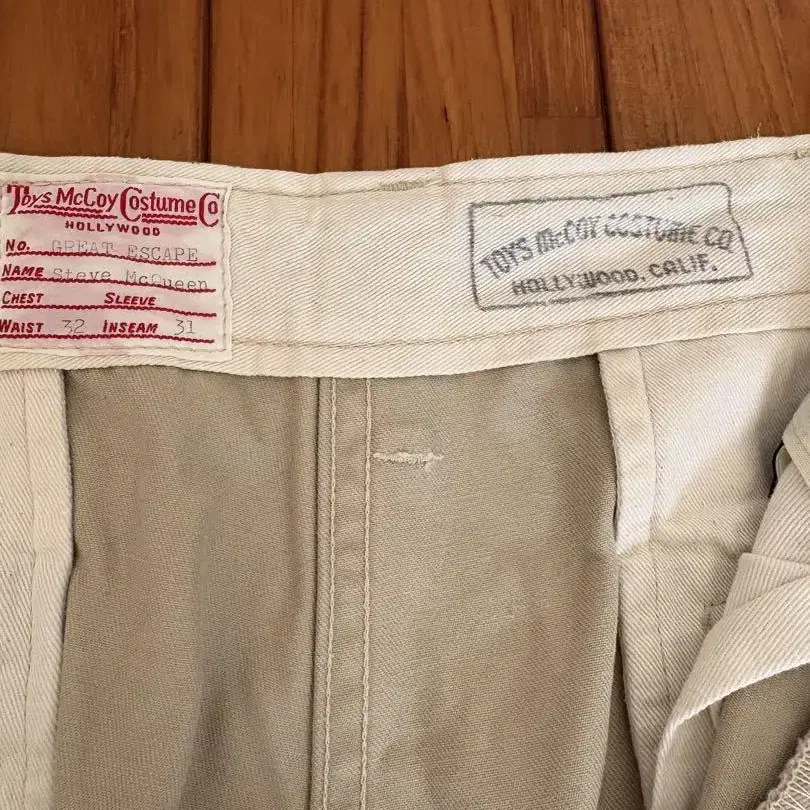 Toys McCoy Costume Co
HOLLYWOOD
NO. GREAT ESCAPE
NAME Steve McQueen
CHEST SLEEVE
WAIST 32 INSEAM 31
TOYS McCOY COSTUME CO.
HOLLYWOOD, CALIF.